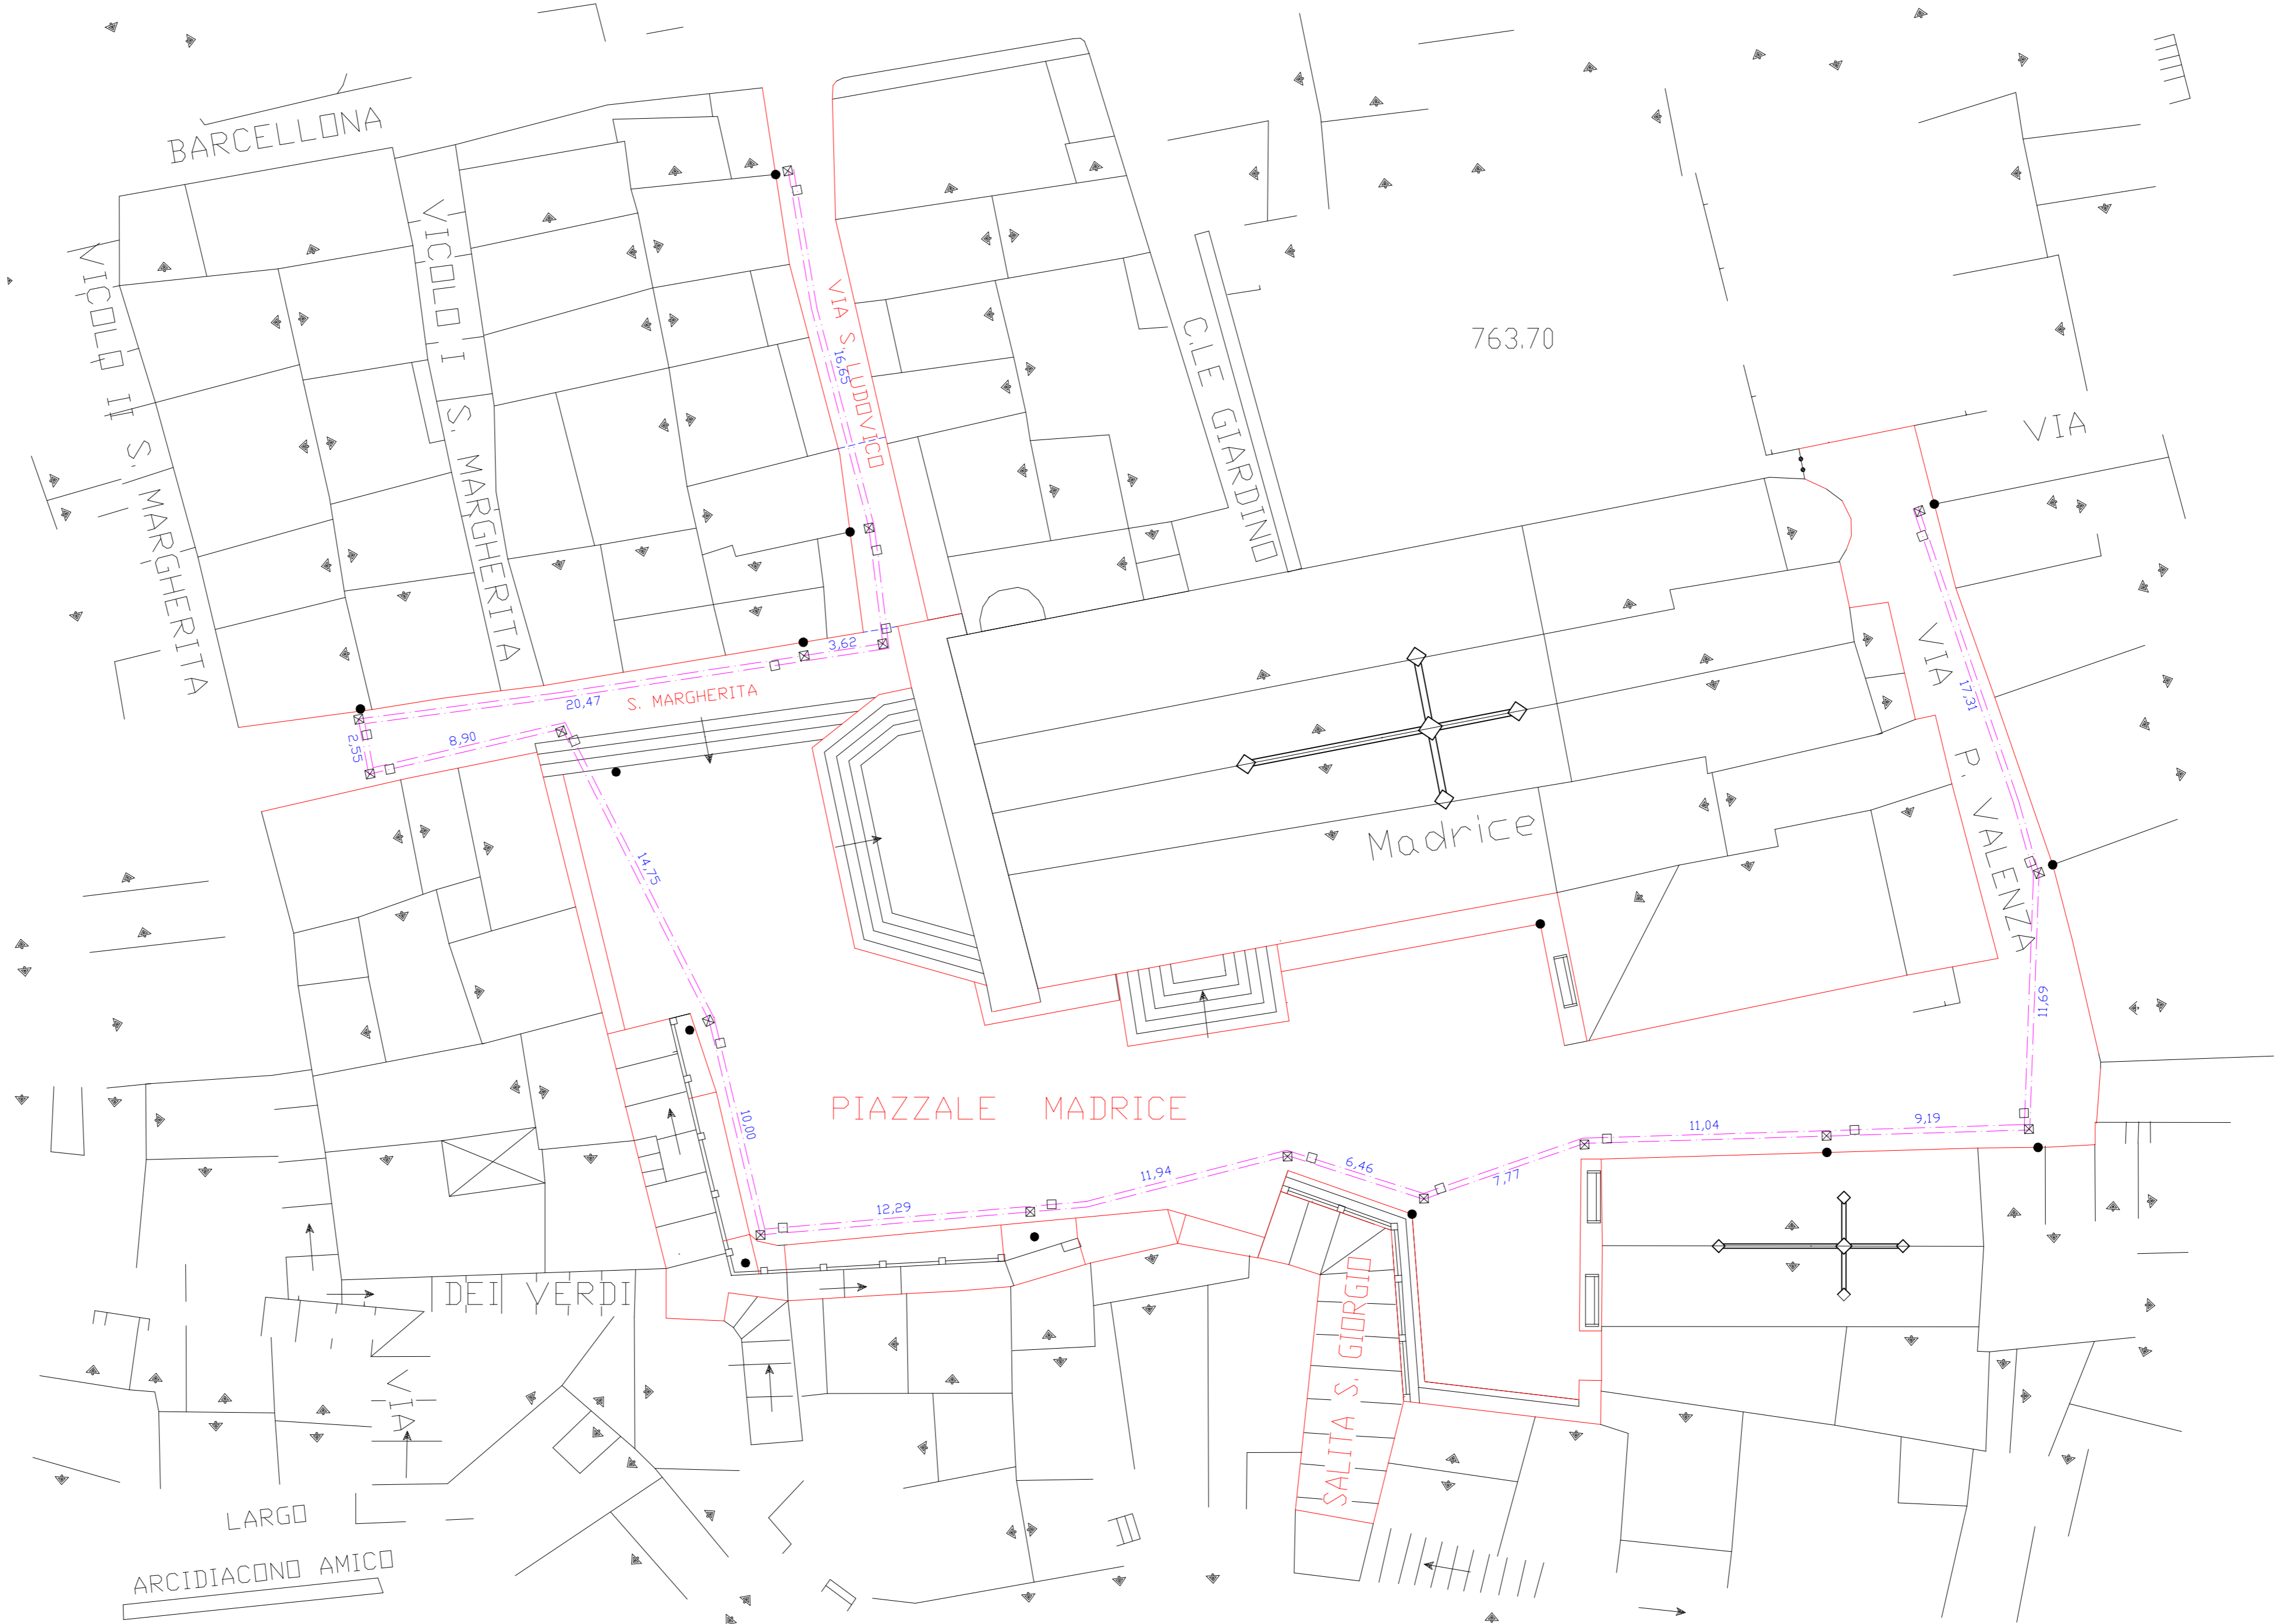 BARCELLONA
VICOLO II S. MARGHERITA
VICOLO I S. MARGHERITA
VIA S. LUDOVICO
16,65
C.LE GIARDINO
763.70
VIA
3,62
20,47
S. MARGHERITA
2,55
8,90
14,75
Madrice
VIA P. VALENZA
17,31
11,69
PIAZZALE MADRICE
10,00
12,29
11,94
6,46
7,77
11,04
9,19
DEI VERDI
VIA
SALITA S. GIORGIO
LARGO
ARCIDIACONO AMICO